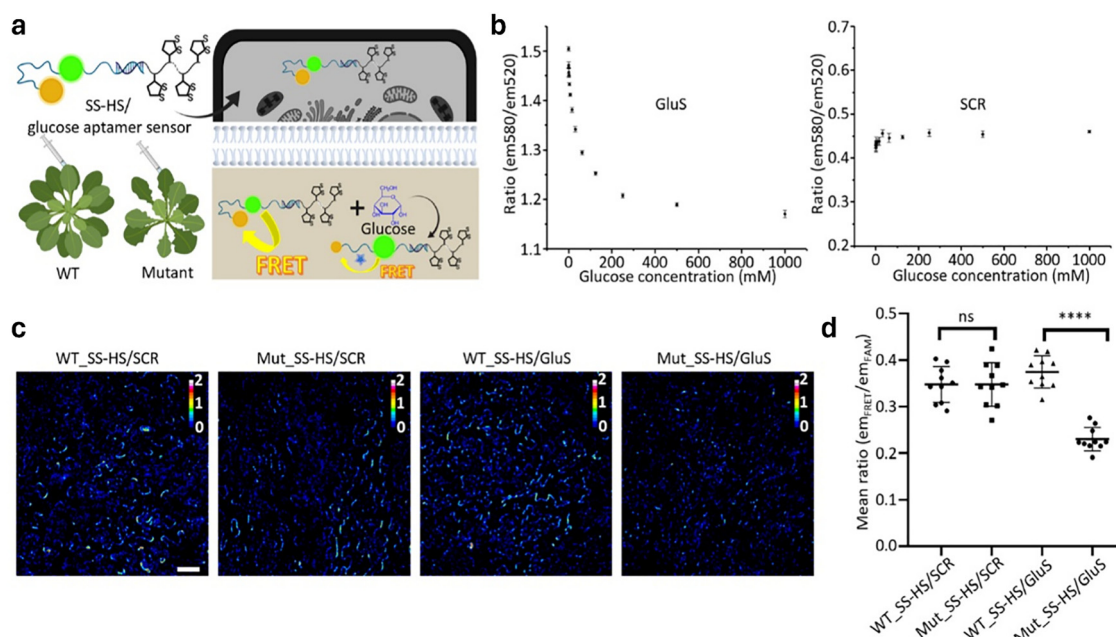 a
SS-HS/
glucose aptamer sensor
WT
Mutant
S
S
S
S
S
S
S
S
FRET
+
CH₂OH
OH
HO
OH
OH
Glucose
FRET
b
Ratio (em580/em520)
1.5
1.4
1.3
1.2
1.1
GluS
0 200 400 600 800 1000
Glucose concentration (mM)
Ratio (em580/em520)
0.7
0.6
0.5
0.4
0.3
0.2
SCR
0 200 400 600 800 1000
Glucose concentration (mM)
c
WT_SS-HS/SCR
2
1
0
Mut_SS-HS/SCR
2
1
0
WT_SS-HS/GluS
2
1
0
Mut_SS-HS/GluS
2
1
0
d
Mean ratio (emFRET/emFAM)
0.5
0.4
0.3
0.2
0.1
0.0
ns
****
WT_SS-HS/SCR
Mut_SS-HS/SCR
WT_SS-HS/GluS
Mut_SS-HS/GluS